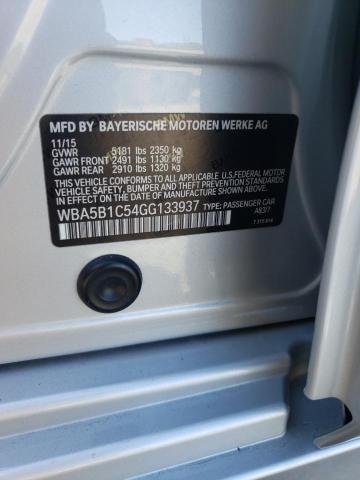 MFD BY BAYERISCHE MOTOREN WERKE AG
11/15
GVWR 5181 lbs 2350 kg
GAWR FRONT 2491 lbs 1130 kg
GAWR REAR 2910 lbs 1320 kg
THIS VEHICLE CONFORMS TO ALL APPLICABLE
U.S.FEDERAL MOTOR
VEHICLE SAFETY, BUMPER, AND THEFT
PREVENTION STANDARDS
IN EFFECT ON THE DATE OF
MANUFACTURE SHOWN ABOVE.
WBA5B1C54GG133937 TYPE: PASSENGER CAR
A83/7